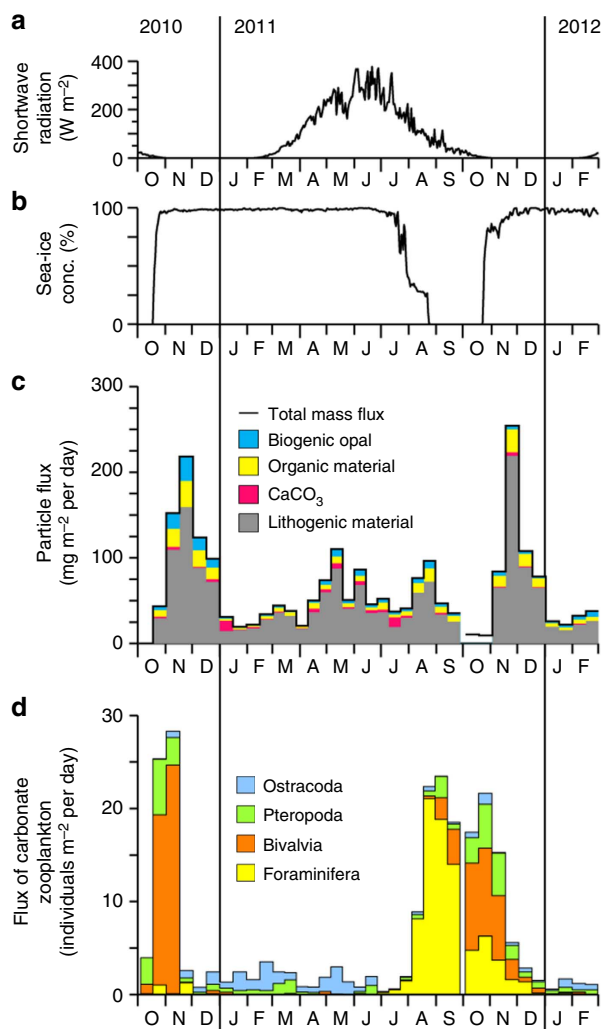 a
2010 2011 2012
400
200
0
Shortwave
radiation
(W m⁻²)
O N D J F M A M J J A S O N D J F
b
100
0
Sea-ice
conc. (%)
O N D J F M A M J J A S O N D J F
c
300
200
100
0
Particle flux
(mg m⁻² per day)
Total mass flux
Biogenic opal
Organic material
CaCO₃
Lithogenic material
O N D J F M A M J J A S O N D J F
d
30
20
10
0
Flux of carbonate
zooplankton
(individuals m⁻² per day)
Ostracoda
Pteropoda
Bivalvia
Foraminifera
O N D J F M A M J J A S O N D J F